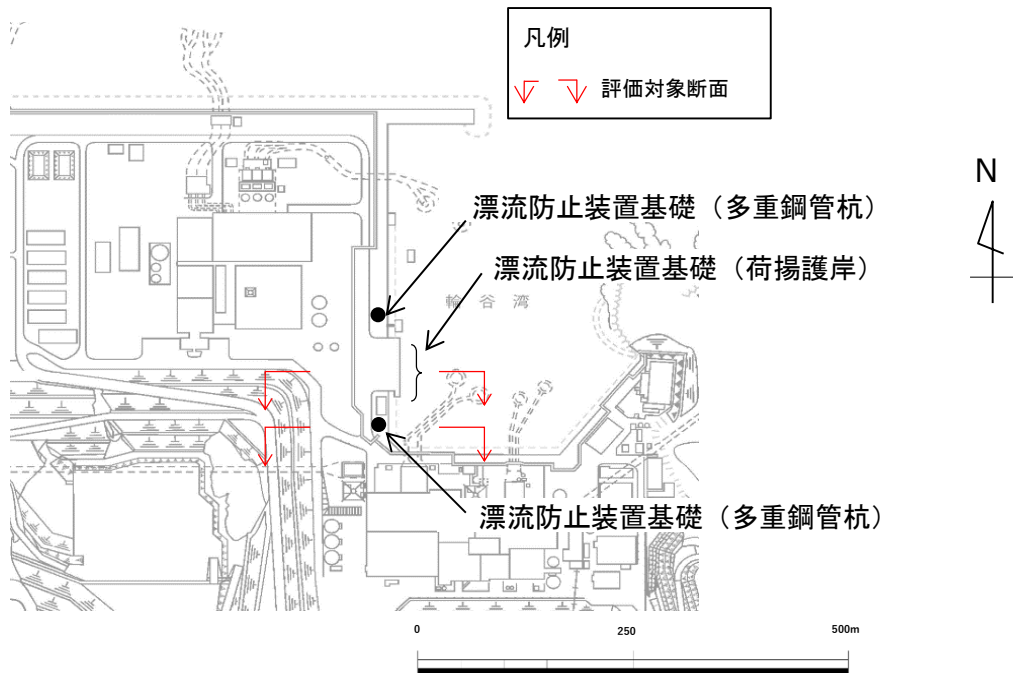 凡例
評価対象断面
N
漂流防止装置基礎(多重鋼管杭)
漂流防止装置基礎(荷揚護岸)
輪谷湾
漂流防止装置基礎(多重鋼管杭)
0 250 500m